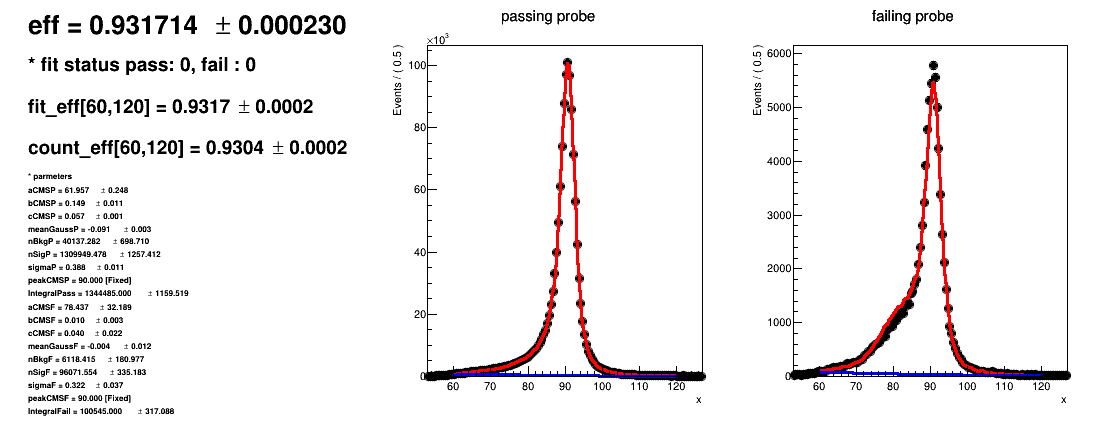 eff = 0.931714 ± 0.000230
* fit status pass: 0, fail : 0
fit_eff[60,120] = 0.9317 ± 0.0002
count_eff[60,120] = 0.9304 ± 0.0002
* parmeters
aCMSP = 61.957 ± 0.248
bCMSP = 0.149 ± 0.011
cCMSP = 0.057 ± 0.001
meanGaussP = -0.091 ± 0.003
nBkgP = 40137.282 ± 698.710
nSigP = 1309949.478 ± 1257.412
sigmaP = 0.388 ± 0.011
peakCMSP = 90.000 [Fixed]
IntegralPass = 1344485.000 ± 1159.519
aCMSF = 78.437 ± 32.189
bCMSF = 0.010 ± 0.003
cCMSF = 0.040 ± 0.022
meanGaussF = -0.004 ± 0.012
nBkgF = 6118.415 ± 180.977
nSigF = 96071.554 ± 335.183
sigmaF = 0.322 ± 0.037
peakCMSF = 90.000 [Fixed]
IntegralFail = 100545.000 ± 317.088
passing probe
×10³
Events / ( 0.5 )
100
80
60
40
20
0
60 70 80 90 100 110 120
x
failing probe
Events / ( 0.5 )
6000
5000
4000
3000
2000
1000
0
60 70 80 90 100 110 120
x